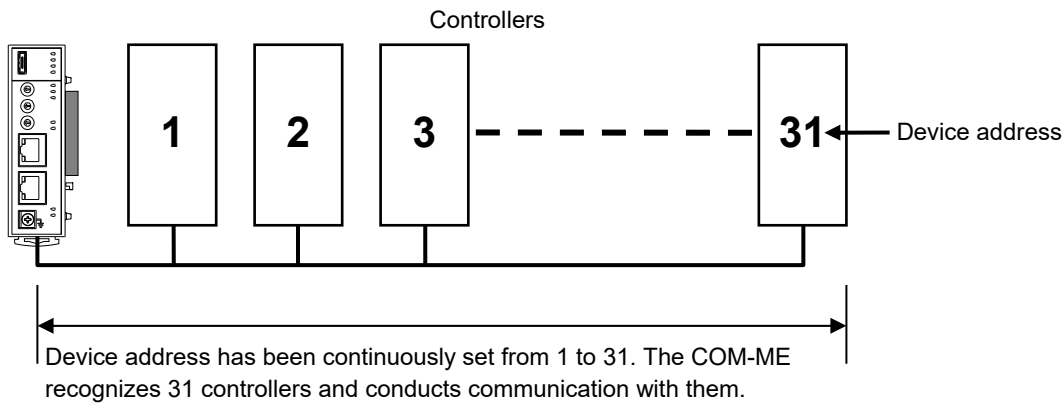 Controllers
1
2
3
31
Device address
Device address has been continuously set from 1 to 31. The COM-ME
recognizes 31 controllers and conducts communication with them.